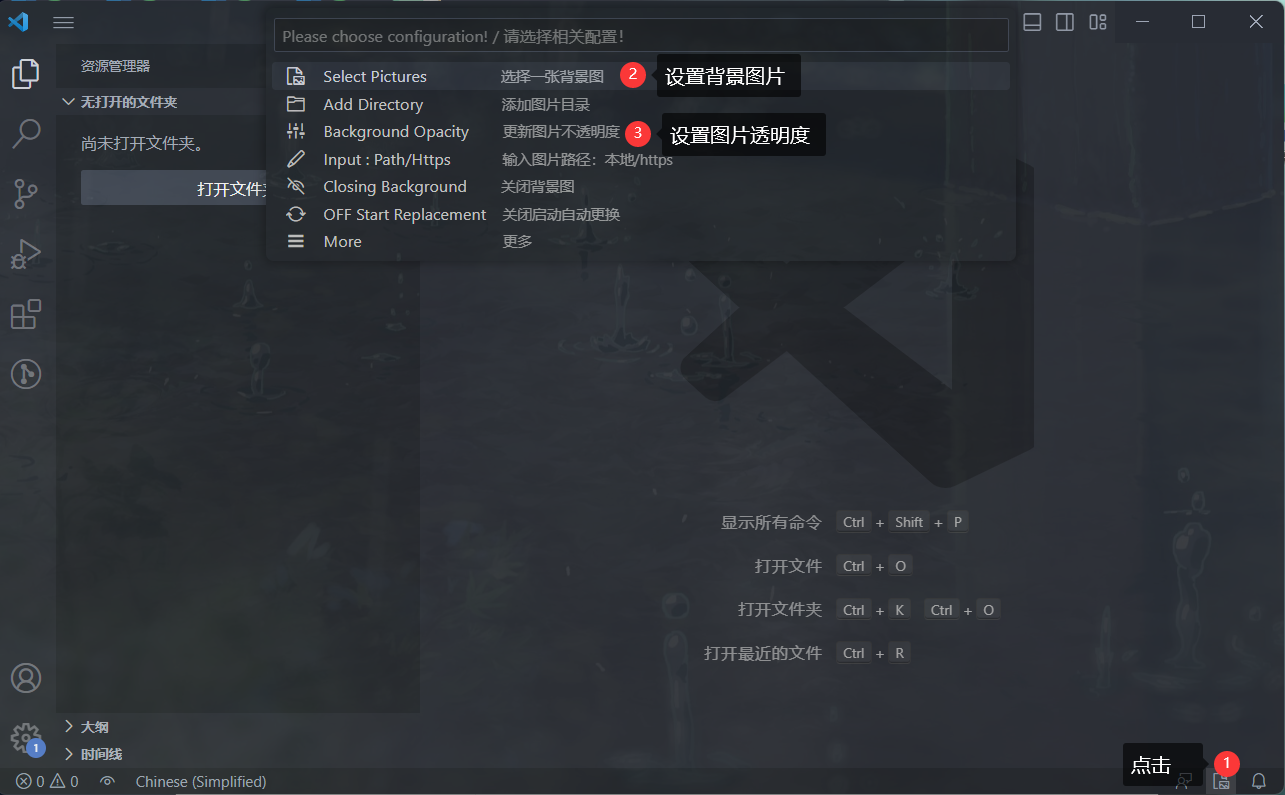 Please choose configuration! / 请选择相关配置!
资源管理器
Select Pictures 选择一张背景图 2 设置背景图片
无打开的文件夹
Add Directory 添加图片目录
Background Opacity 更新图片不透明度 3 设置图片透明度
尚未打开文件夹。
Input : Path/Https 输入图片路径：本地/https
打开文件夹
Closing Background 关闭背景图
OFF Start Replacement 关闭启动自动更换
More 更多
显示所有命令 Ctrl + Shift + P
打开文件 Ctrl + O
打开文件夹 Ctrl + K Ctrl + O
打开最近的文件 Ctrl + R
大纲
1
时间线
点击 1
0 0 Chinese (Simplified)